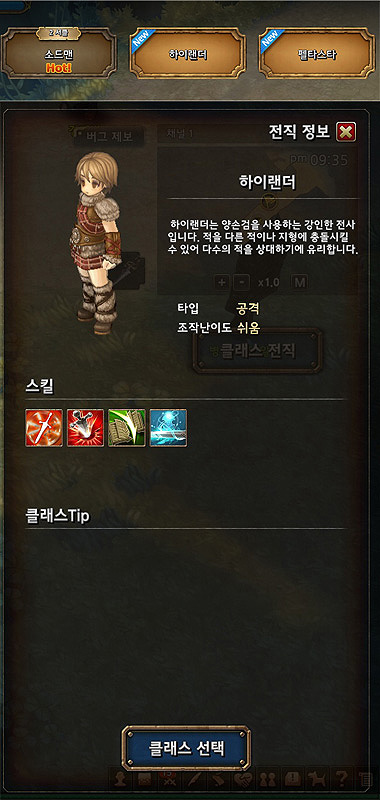 2 서클
소드맨
Hot!
New
하이랜더
New
펠타스타
버그 제보
채널 1
전직 정보
pm 09:35
하이랜더
하이랜더는 양손검을 사용하는 강인한 전사
입니다. 적을 다른 적이나 지형에 충돌시킬
수 있어 다수의 적을 상대하기에 유리합니다.
+ - x1.0 M
타입 공격
조작난이도 쉬움
클래스 전직
스킬
클래스Tip
클래스 선택